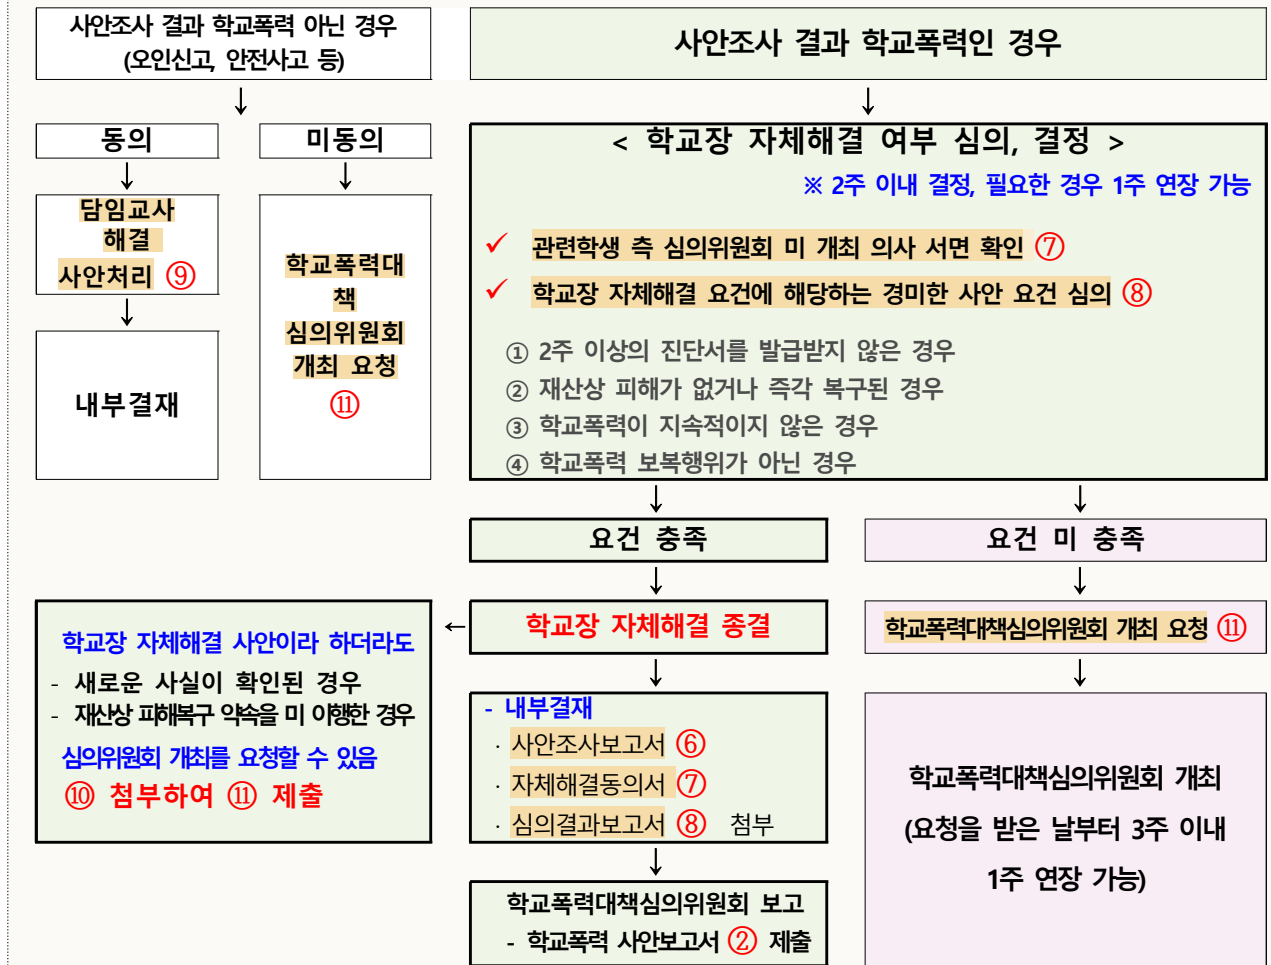 사안조사 결과 학교폭력 아닌 경우
(오인신고, 안전사고 등)
사안조사 결과 학교폭력인 경우
↓
↓
동의
미동의
↓
↓
담임교사
해결
사안처리 ⑨
↓
내부결재
학교폭력대
책
심의위원회
개최 요청
⑪
< 학교장 자체해결 여부 심의, 결정 >
※ 2주 이내 결정, 필요한 경우 1주 연장 가능
✓ 관련학생 측 심의위원회 미 개최 의사 서면 확인 ⑦
✓ 학교장 자체해결 요건에 해당하는 경미한 사안 요건 심의 ⑧
① 2주 이상의 진단서를 발급받지 않은 경우
② 재산상 피해가 없거나 즉각 복구된 경우
③ 학교폭력이 지속적이지 않은 경우
④ 학교폭력 보복행위가 아닌 경우
↓
↓
요건 충족
요건 미 충족
↓
↓
학교장 자체해결 종결
학교폭력대책심의위원회 개최 요청 ⑪
←
↓
↓
학교장 자체해결 사안이라 하더라도
- 새로운 사실이 확인된 경우
- 재산상 피해복구 약속을 미 이행한 경우
심의위원회 개최를 요청할 수 있음
⑩ 첨부하여 ⑪ 제출
- 내부결재
· 사안조사보고서 ⑥
· 자체해결동의서 ⑦
· 심의결과보고서 ⑧ 첨부
↓
학교폭력대책심의위원회 보고
- 학교폭력 사안보고서 ② 제출
학교폭력대책심의위원회 개최
(요청을 받은 날부터 3주 이내
1주 연장 가능)